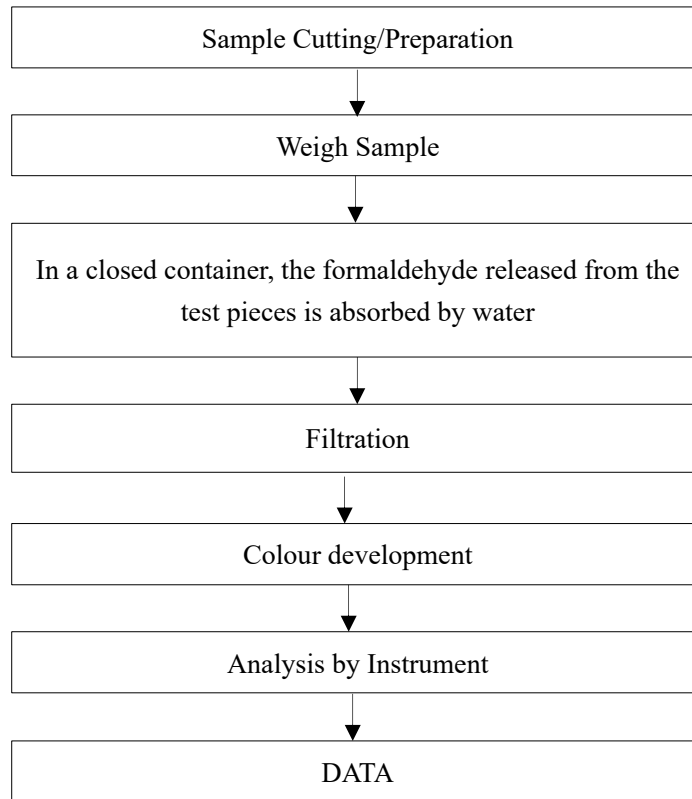 Sample Cutting/Preparation
Weigh Sample
In a closed container, the formaldehyde released from the
test pieces is absorbed by water
Filtration
Colour development
Analysis by Instrument
DATA